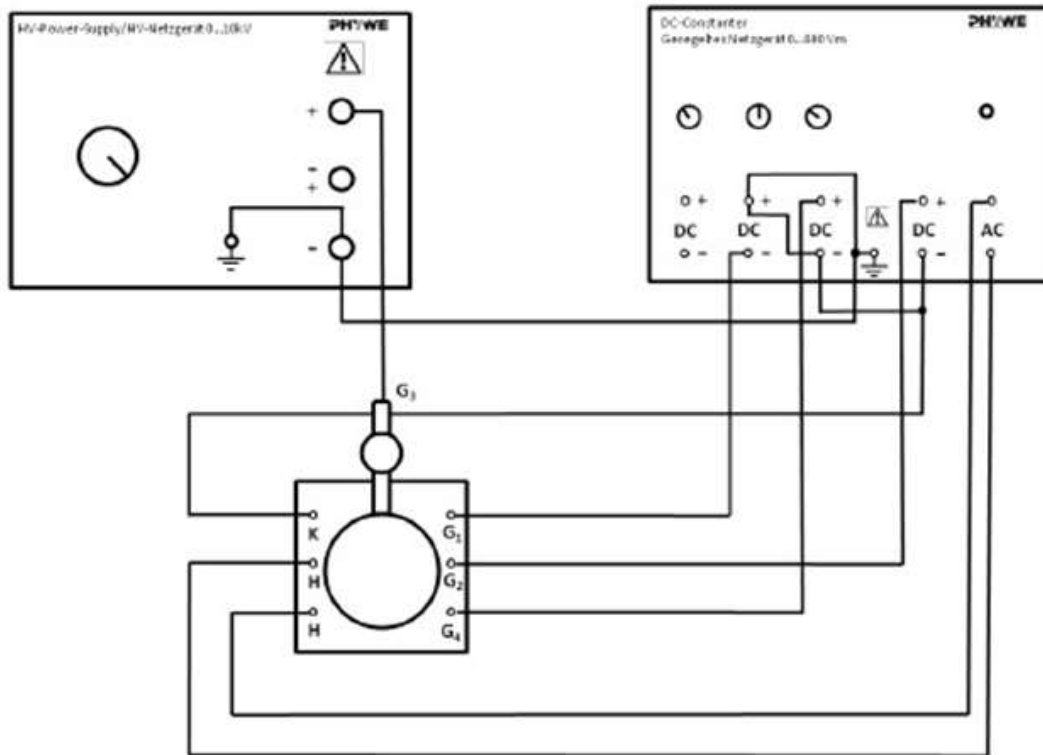 HV-Power-Supply/HV-Netzgerät 0...10kV
PHYWE
+
-
+
-
DC-Constanter
PHYWE
+
+
+
+
DC
DC
DC
DC
AC
-
-
-
-
G₃
K
G₁
H
G₂
H
G₄